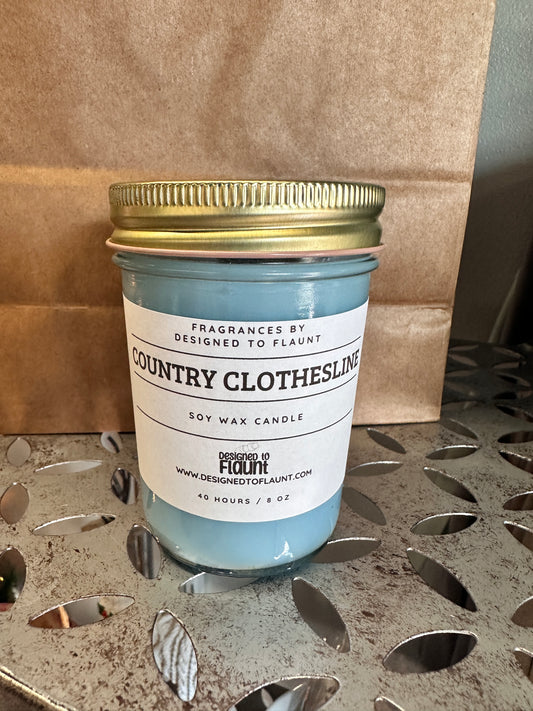 FRAGRANCES BY
DESIGNED TO FLAUNT
COUNTRY CLOTHESLINE
SOY WAX CANDLE
Designed to
Flaunt
WWW.DESIGNEDTOFLAUNT.COM
40 HOURS / 8 OZ